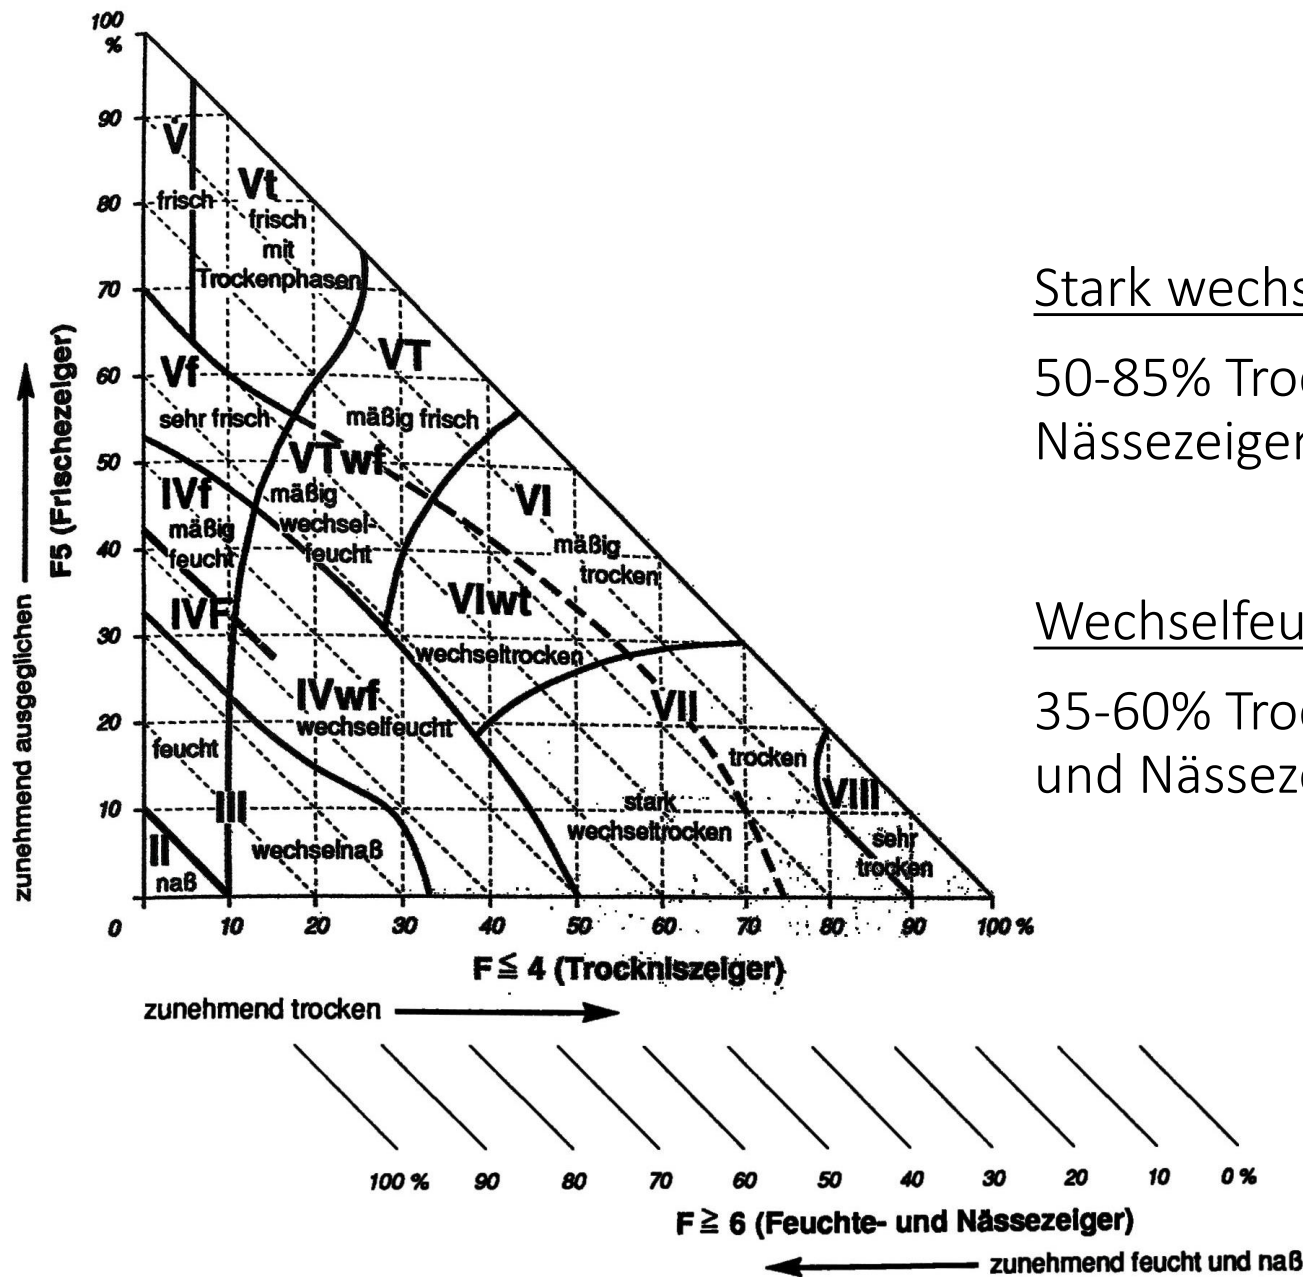 100
%
90
80
70
60
50
40
30
20
10
0
F5 (Frischezeiger)
zunehmend ausgeglichen
V
frisch
Vt
frisch
mit
Trockenphasen
VT
mäßig frisch
Vf
sehr frisch
VTwf
mäßig
wechsel-
feucht
IVf
mäßig
feucht
VI
mäßig
trocken
IVF
VIwt
wechseltrocken
IVwf
wechselfeucht
VII
trocken
feucht
III
wechselnaß
stark
wechseltrocken
VIII
sehr
trocken
II
naß
10 20 30 40 50 60 70 80 90 100 %
F ≦ 4 (Trockniszeiger)
zunehmend trocken
100 % 90 80 70 60 50 40 30 20 10 0 %
F ≧ 6 (Feuchte- und Nässezeiger)
zunehmend feucht und naß
Stark wechs
50-85% Troc
Nässezeiger
Wechselfeu
35-60% Troc
und Nässeze